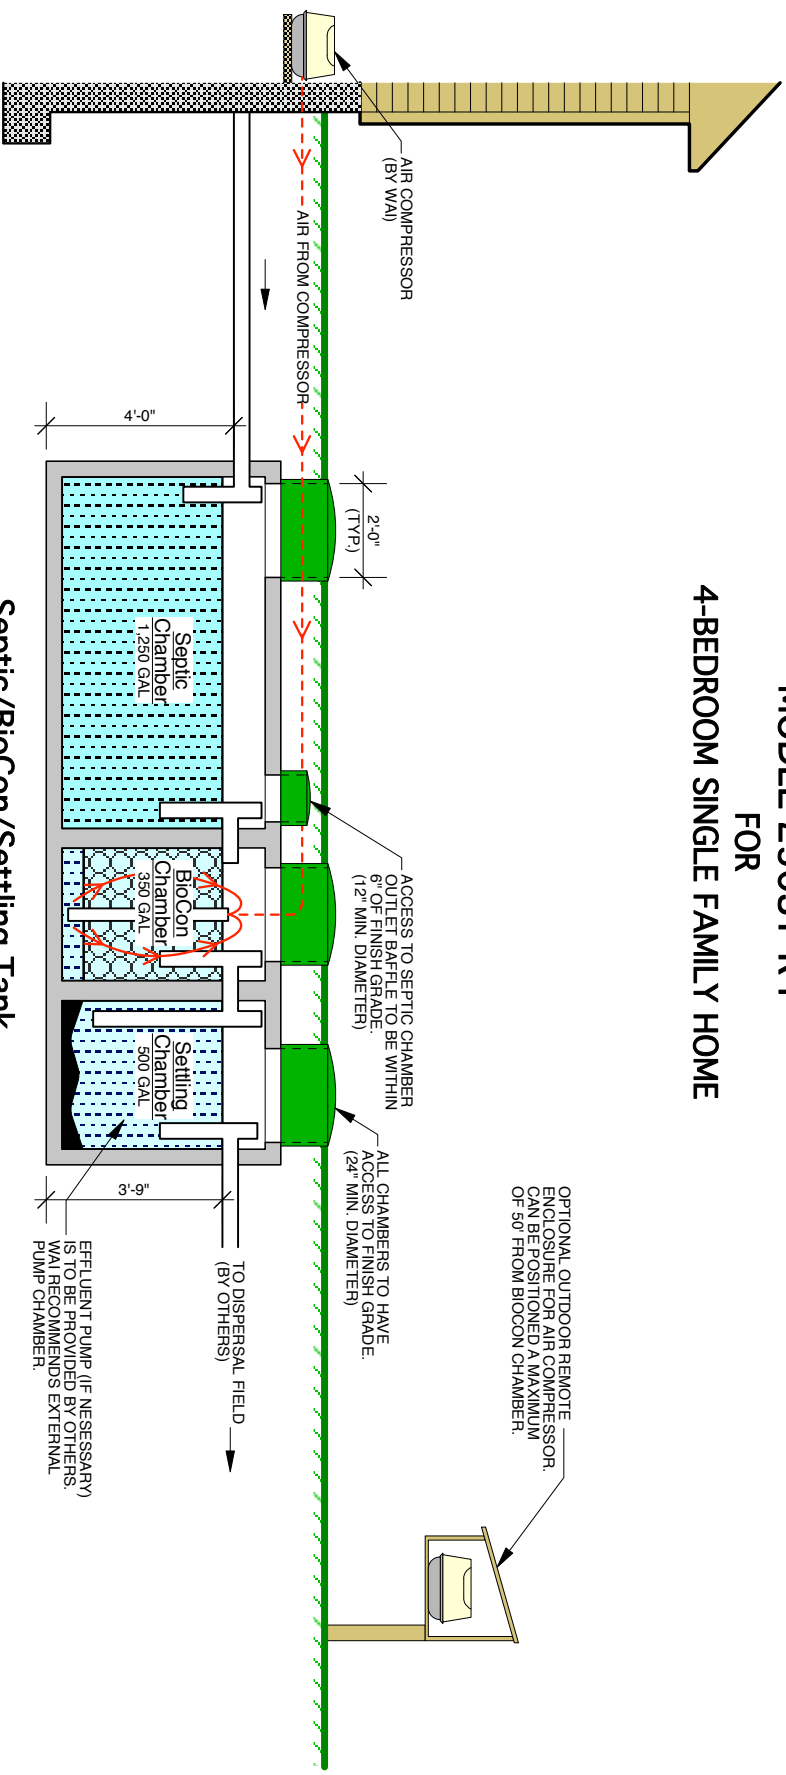 FOR
4-BEDROOM SINGLE FAMILY HOME
OPTIONAL OUTDOOR REMOTE
ENCLOSURE FOR AIR COMPRESSOR.
CAN BE POSITIONED A MAXIMUM
OF 50' FROM BIOCON CHAMBER.
AIR COMPRESSOR
(BY WAI)
AIR FROM COMPRESSOR
2'-0"
(TYP.)
ACCESS TO SEPTIC CHAMBER
OUTLET BAFFLE TO BE WITHIN
6" OF FINISH GRADE.
(12" MIN. DIAMETER)
ALL CHAMBERS TO HAVE
ACCESS TO FINISH GRADE.
(24" MIN. DIAMETER)
4'-0"
Septic
Chamber
1,250 GAL
BioCon
Chamber
350 GAL
Settling
Chamber
500 GAL
3'-9"
TO DISPERSAL FIELD
(BY OTHERS)
EFFLUENT PUMP (IF NESESSARY)
IS TO BE PROVIDED BY OTHERS.
WAI RECOMMENDS EXTERNAL
PUMP CHAMBER.
Septic/BioCon/Settling Tank